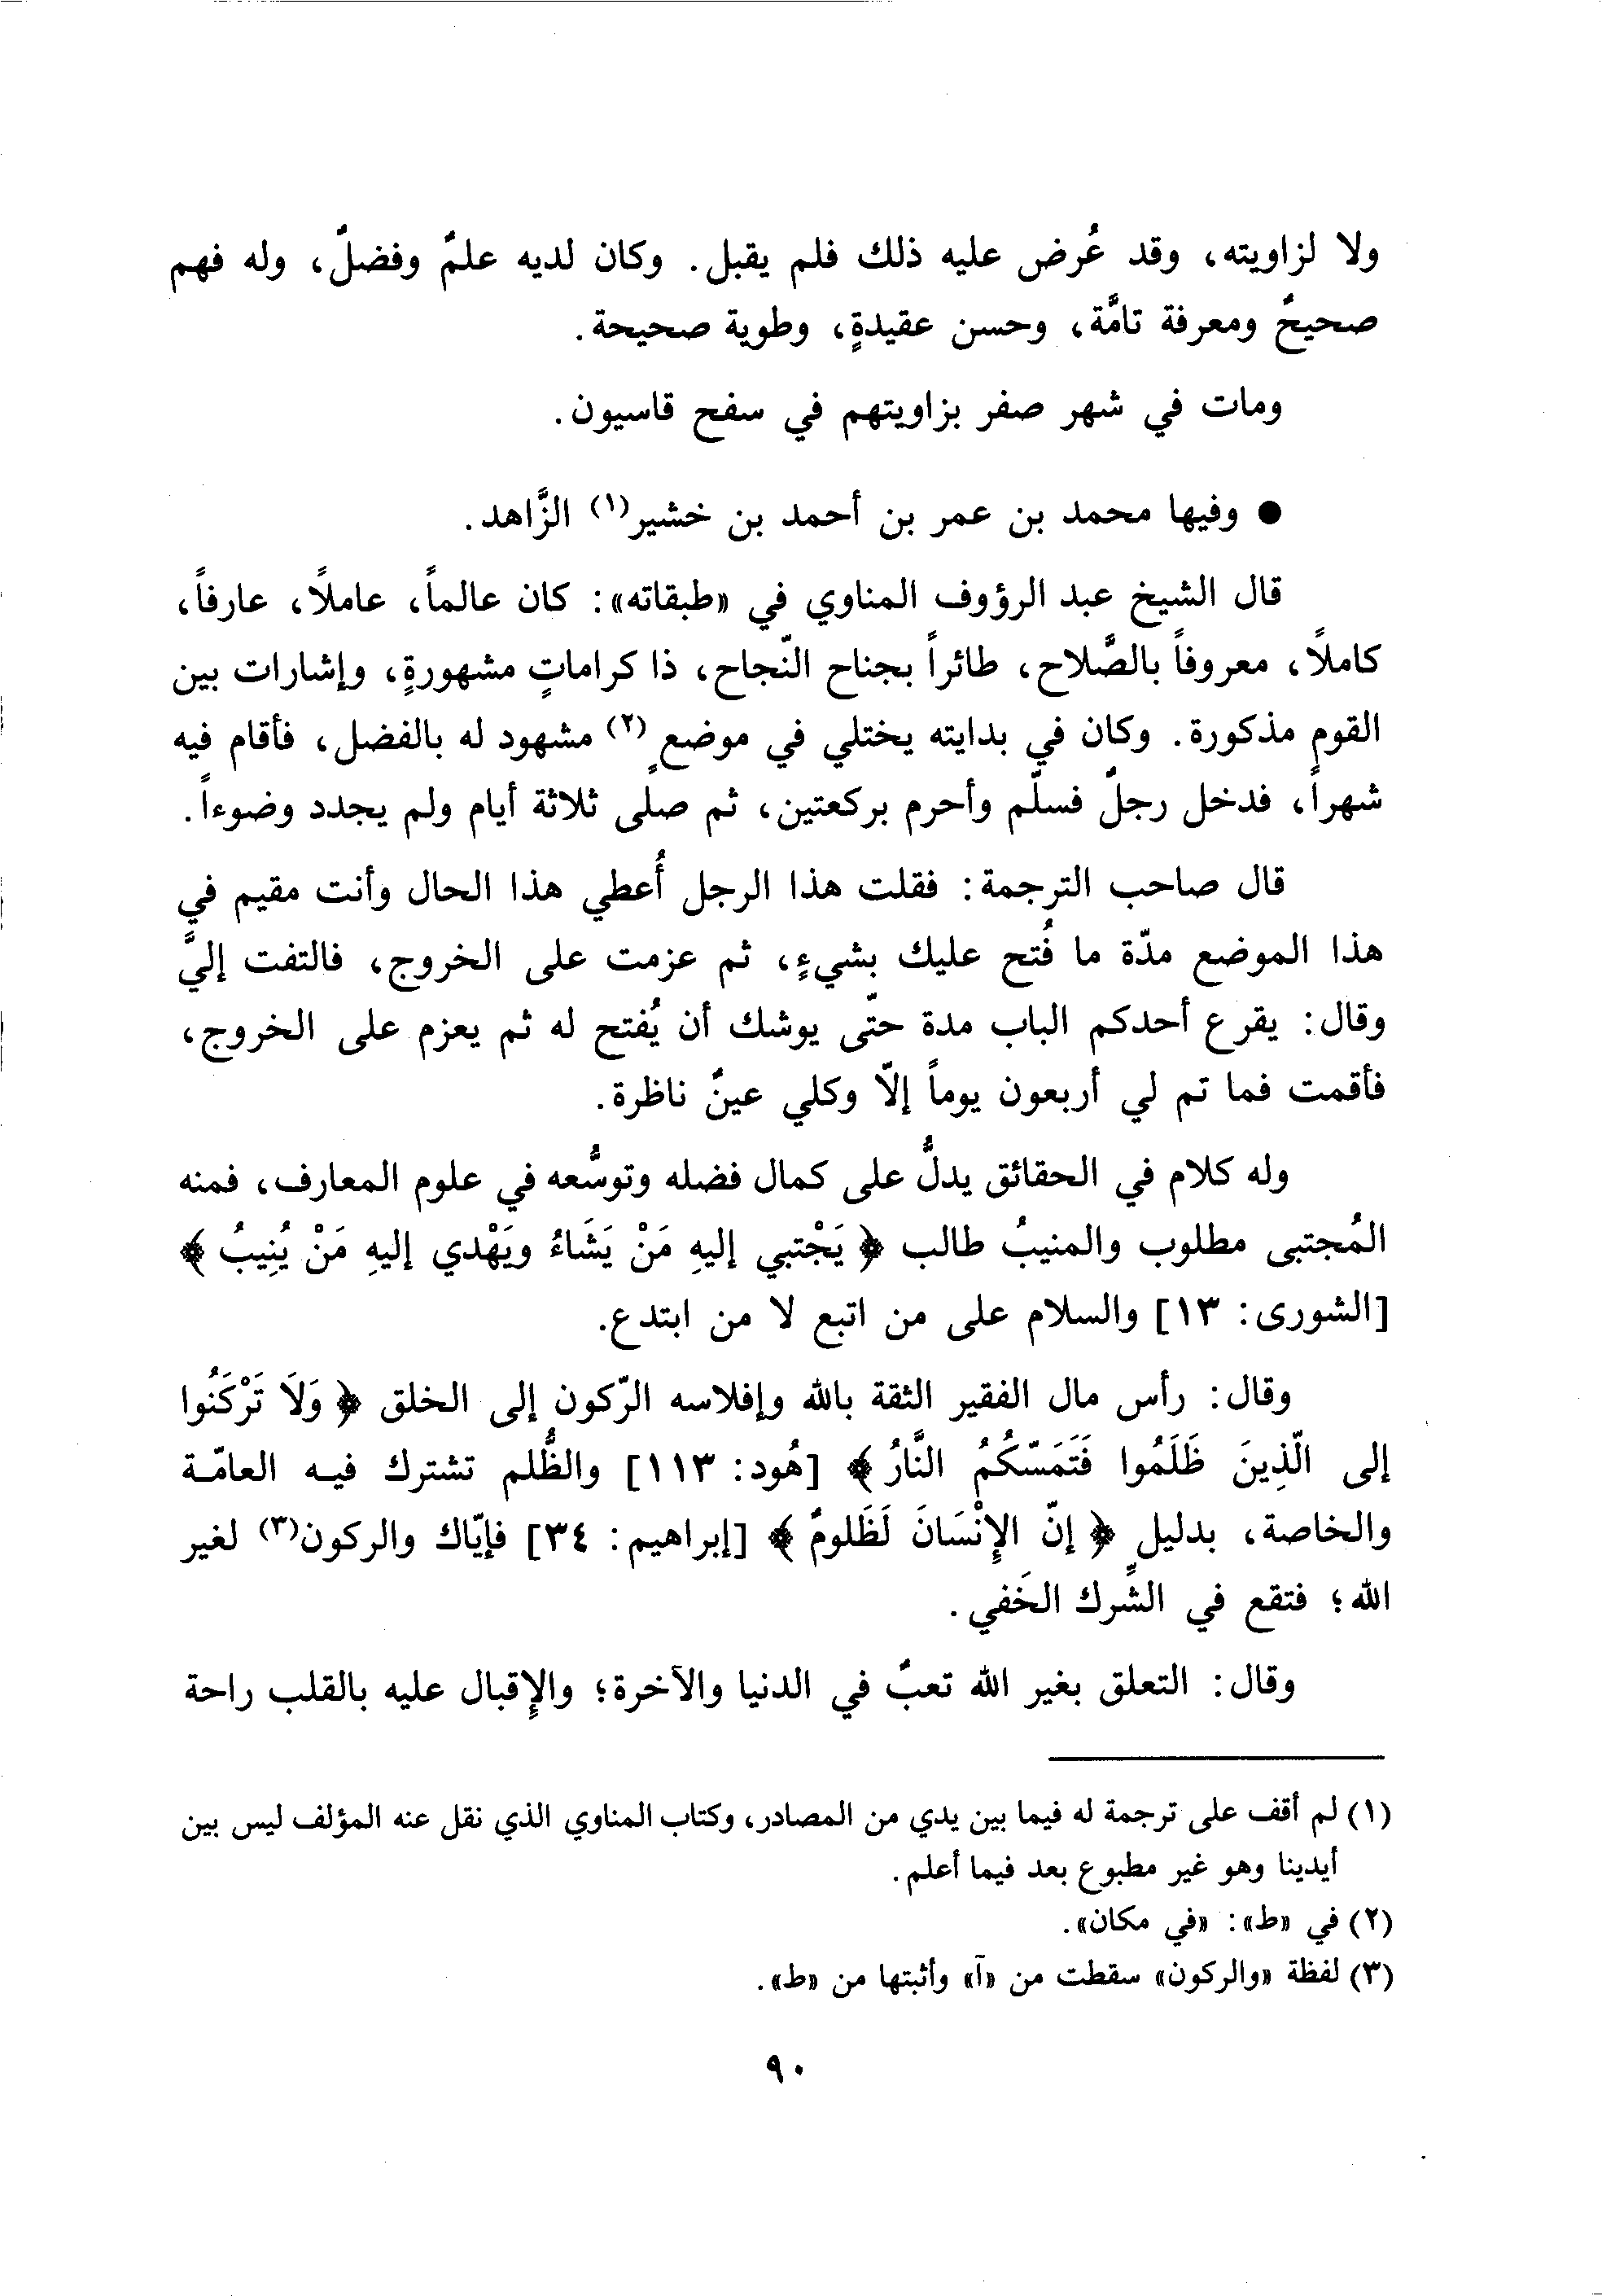 ولا لزاويته، وقد عُرض عليه ذلك فلم يقبل. وكان لديه علمٌ وفضلٌ، وله فهم
صحيحٌ ومعرفة تامَّة، وحسن عقيدةٍ، وطوية صحيحة.
ومات في شهر صفر بزاويتهم في سفح قاسيون.
● وفيها محمد بن عمر بن أحمد بن خشير(١) الزَّاهد.
قال الشيخ عبد الرؤوف المناوي في «طبقاته»: كان عالماً، عاملاً، عارفاً،
كاملاً، معروفاً بالصَّلاح، طائراً بجناح النّجاح، ذا كراماتٍ مشهورةٍ، وإشارات بين
القوم مذكورة. وكان في بدايته يختلي في موضعٍ(٢) مشهود له بالفضل، فأقام فيه
شهراً، فدخل رجلٌ فسلّم وأحرم بركعتين، ثم صلى ثلاثة أيام ولم يجدد وضوءاً.
قال صاحب الترجمة: فقلت هذا الرجل أُعطي هذا الحال وأنت مقيم في
هذا الموضع مدّة ما فُتح عليك بشيءٍ، ثم عزمت على الخروج، فالتفت إليَّ
وقال: يقرع أحدكم الباب مدة حتّى يوشك أن يُفتح له ثم يعزم على الخروج،
فأقمت فما تم لي أربعون يوماً إلّا وكلي عينٌ ناظرة.
وله كلام في الحقائق يدلُّ على كمال فضله وتوسُّعه في علوم المعارف، فمنه
المُجتبى مطلوب والمنيبُ طالب ﴿ يَجْتبي إليهِ مَنْ يَشَاءُ ويَهْدي إليهِ مَنْ يُنِيبُ ﴾
[الشورى: ١٣] والسلام على من اتبع لا من ابتدع.
وقال: رأس مال الفقير الثقة بالله وإفلاسه الرّكون إلى الخلق ﴿ وَلَا تَرْكَنُوا
إلى الّذِينَ ظَلَمُوا فَتَمَسّكُمُ النَّارُ ﴾ [هُود: ١١٣] والظُّلم تشترك فيه العامّة
والخاصة، بدليلٍ ﴿ إنّ الإِنْسَانَ لَظَلومٌ ﴾ [إبراهيم: ٣٤] فإيّاك والركون(٣) لغير
الله؛ فتقع في الشِّرك الخَفي.
وقال: التعلق بغير الله تعبٌ في الدنيا والآخرة؛ والإِقبال عليه بالقلب راحة
(١) لم أقف على ترجمة له فيما بين يدي من المصادر، وكتاب المناوي الذي نقل عنه المؤلف ليس بين
أيدينا وهو غير مطبوع بعد فيما أعلم.
(٢) في «ط»: «في مكان».
(٣) لفظة «والركون» سقطت من «آ» وأثبتها من «ط».
٩٠